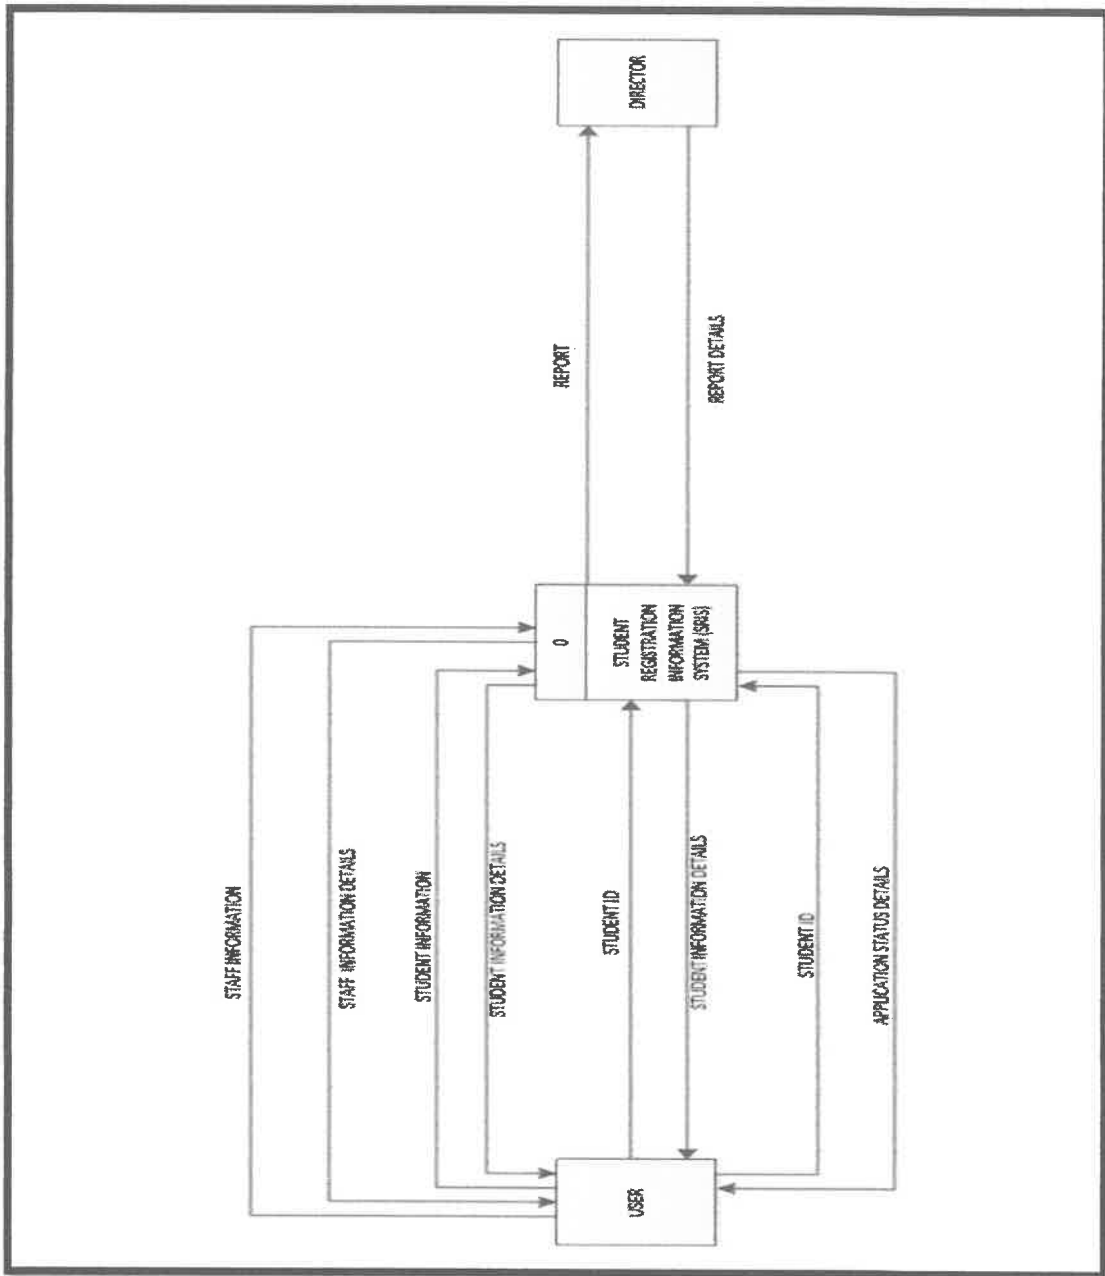 STAFF INFORMATION
STAFF INFORMATION DETAILS
STUDENT INFORMATION
STUDENT INFORMATION DETAILS
USER
STUDENT ID
STUDENT INFORMATION DETAILS
0
STUDENT
REGISTRATION
INFORMATION
SYSTEM (SRIS)
REPORT
REPORT DETAILS
DIRECTOR
STUDENT ID
APPLICATION STATUS DETAILS